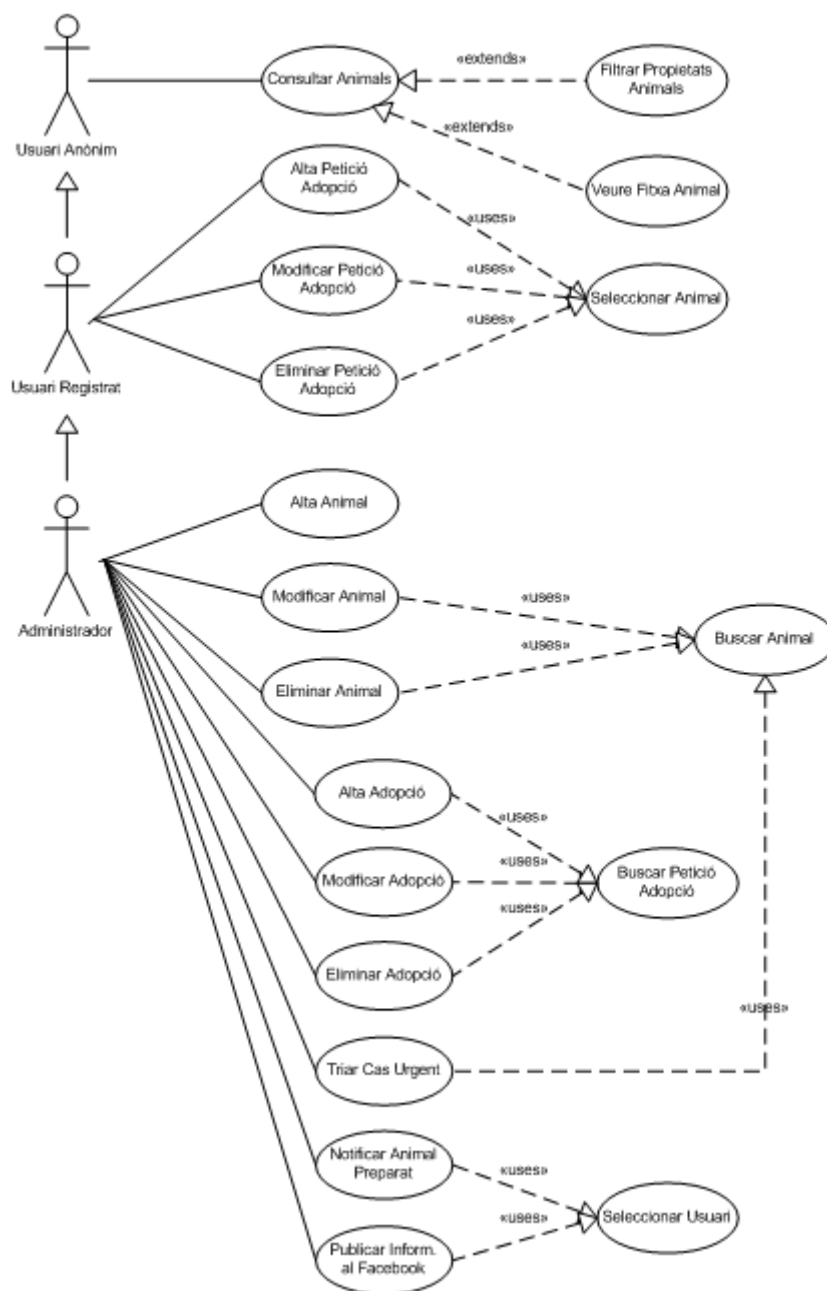 Consultar Animals
«extends»
Filtrar Propietats
Animals
Usuari Anònim
«extends»
Alta Petició
Adopció
Veure Fitxa Animal
«uses»
Modificar Petició
Adopció
«uses»
Seleccionar Animal
«uses»
Eliminar Petició
Adopció
Usuari Registrat
Alta Animal
Modificar Animal
«uses»
Administrador
Buscar Animal
«uses»
Eliminar Animal
Alta Adopció
«uses»
Modificar Adopció
«uses»
Buscar Petició
Adopció
«uses»
Eliminar Adopció
«uses»
Triar Cas Urgent
Notificar Animal
Preparat
«uses»
Seleccionar Usuari
«uses»
Publicar Inform.
al Facebook